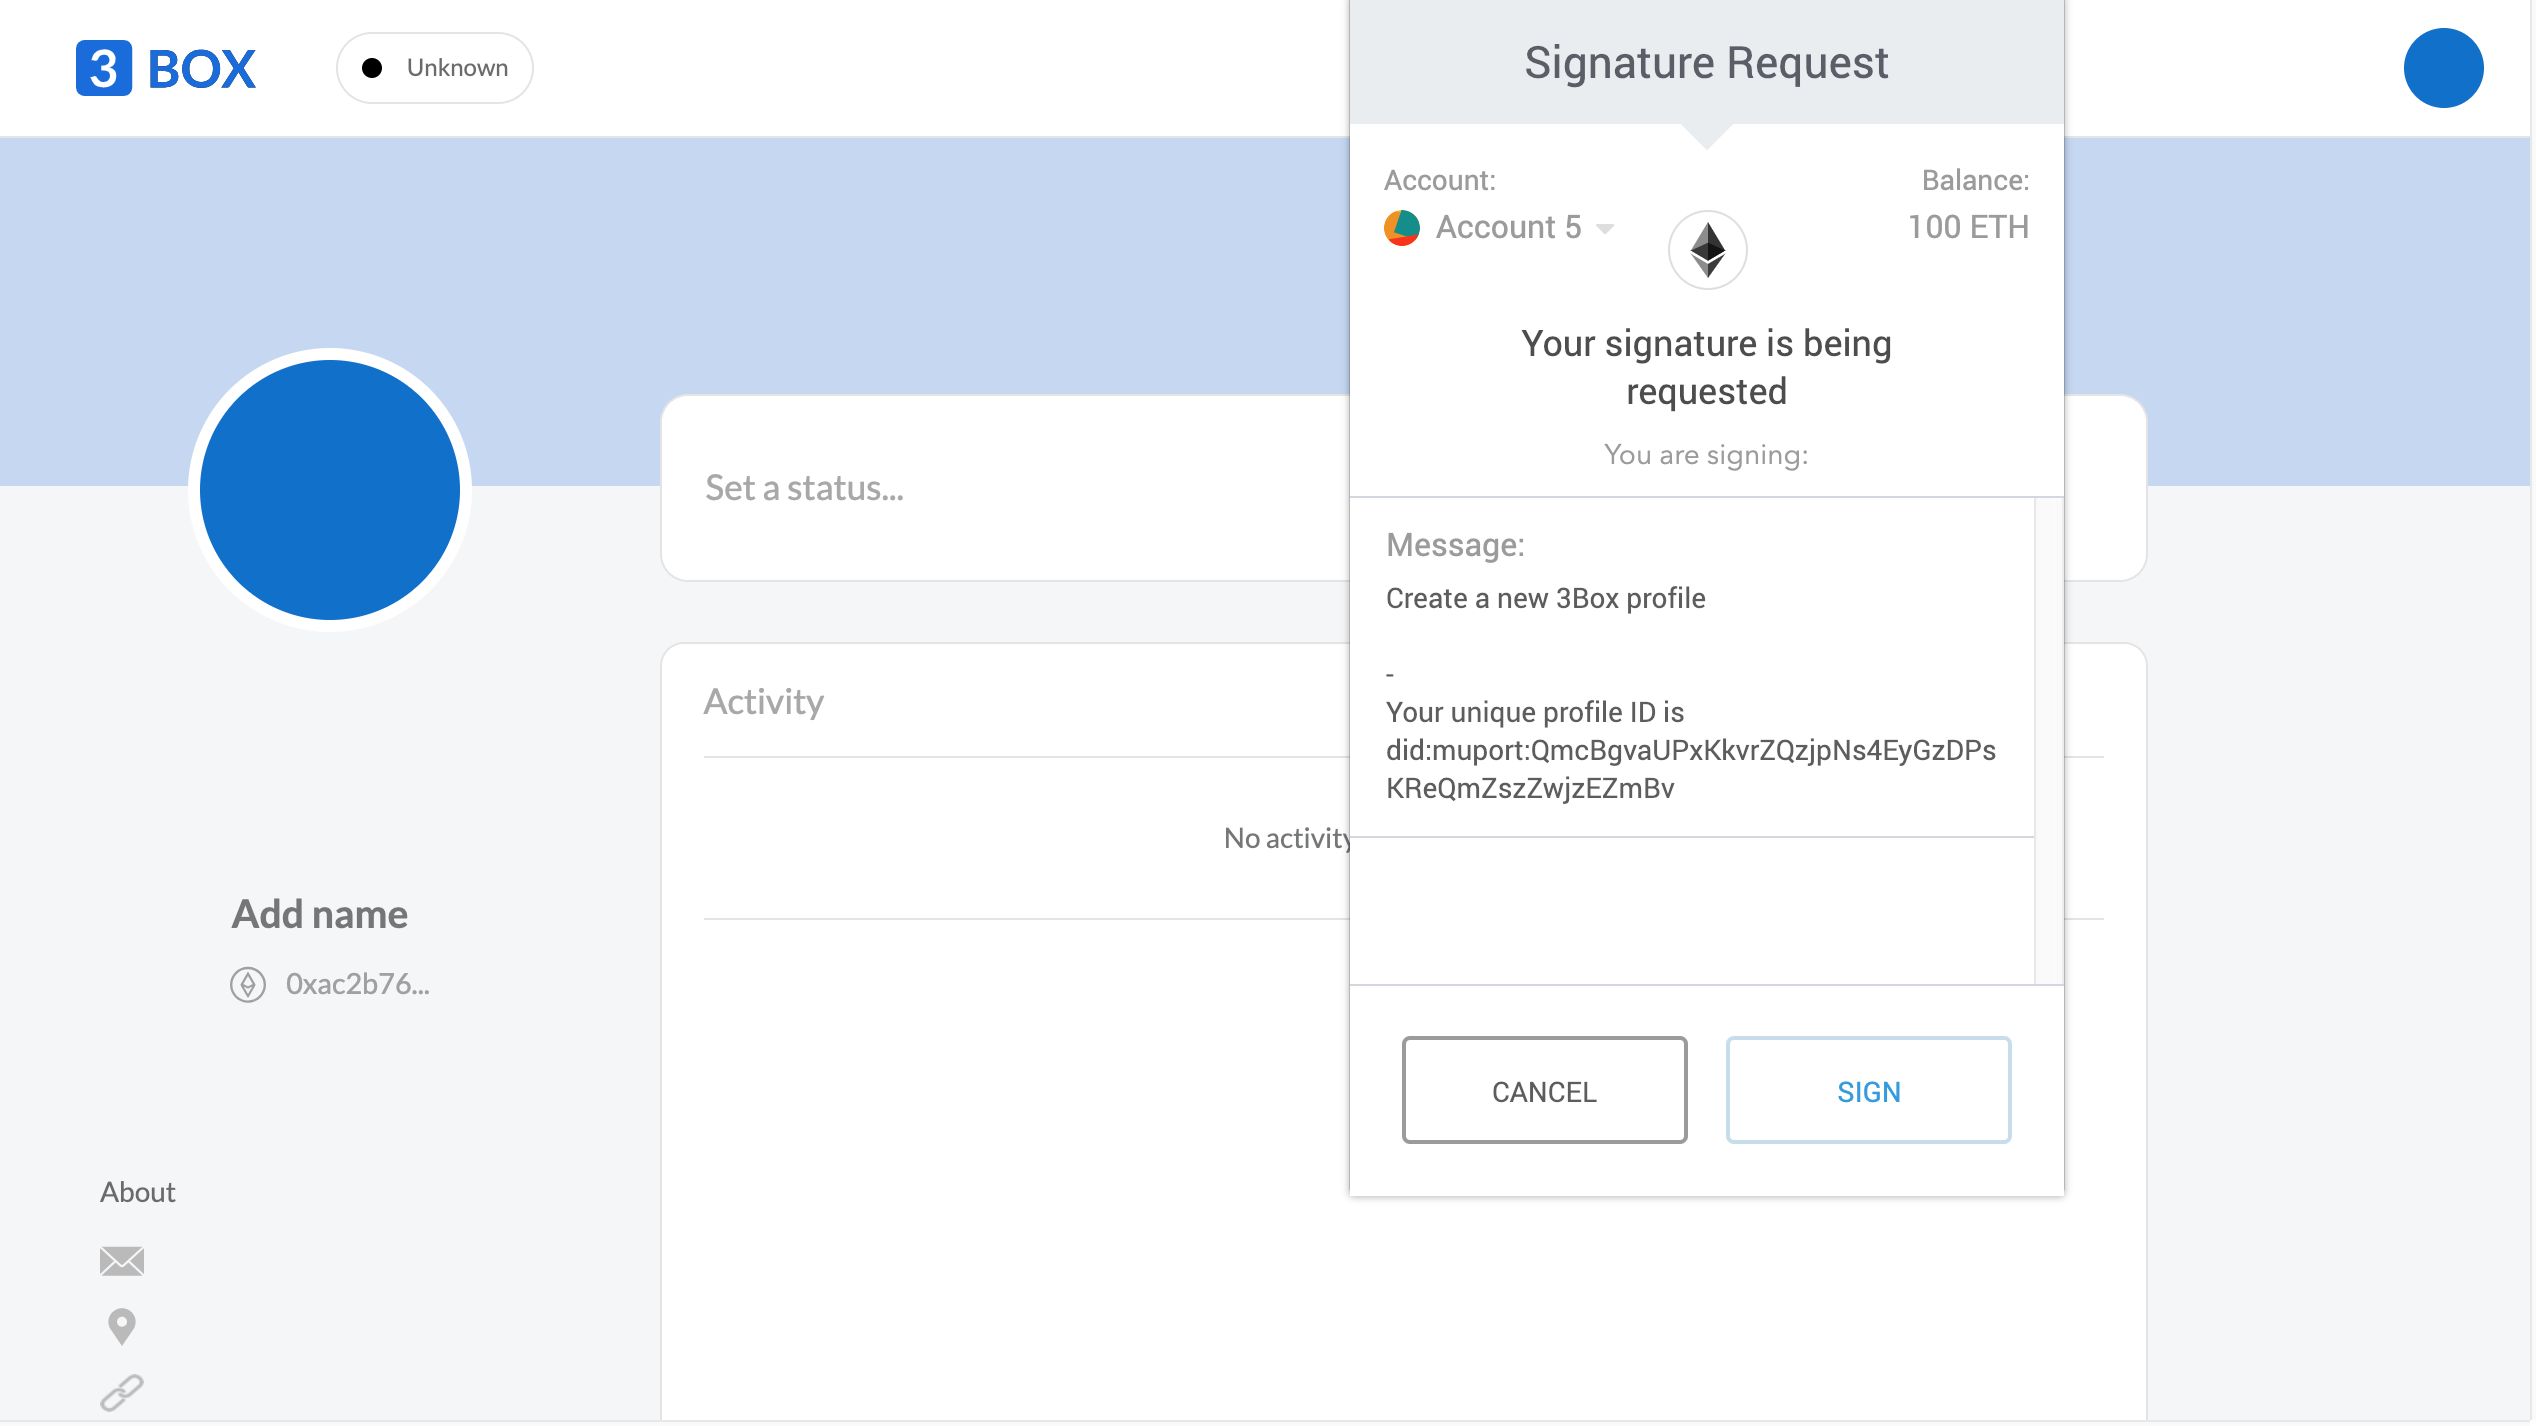 3 BOX
Unknown
Set a status...
Activity
No activity
Add name
0xac2b76...
About
Signature Request
Account:
Balance:
Account 5
100 ETH
Your signature is being
requested
You are signing:
Message:
Create a new 3Box profile
-
Your unique profile ID is
did:muport:QmcBgvaUPxKkvrZQzjpNs4EyGzDPs
KReQmZszZwjzEZmBv
CANCEL
SIGN